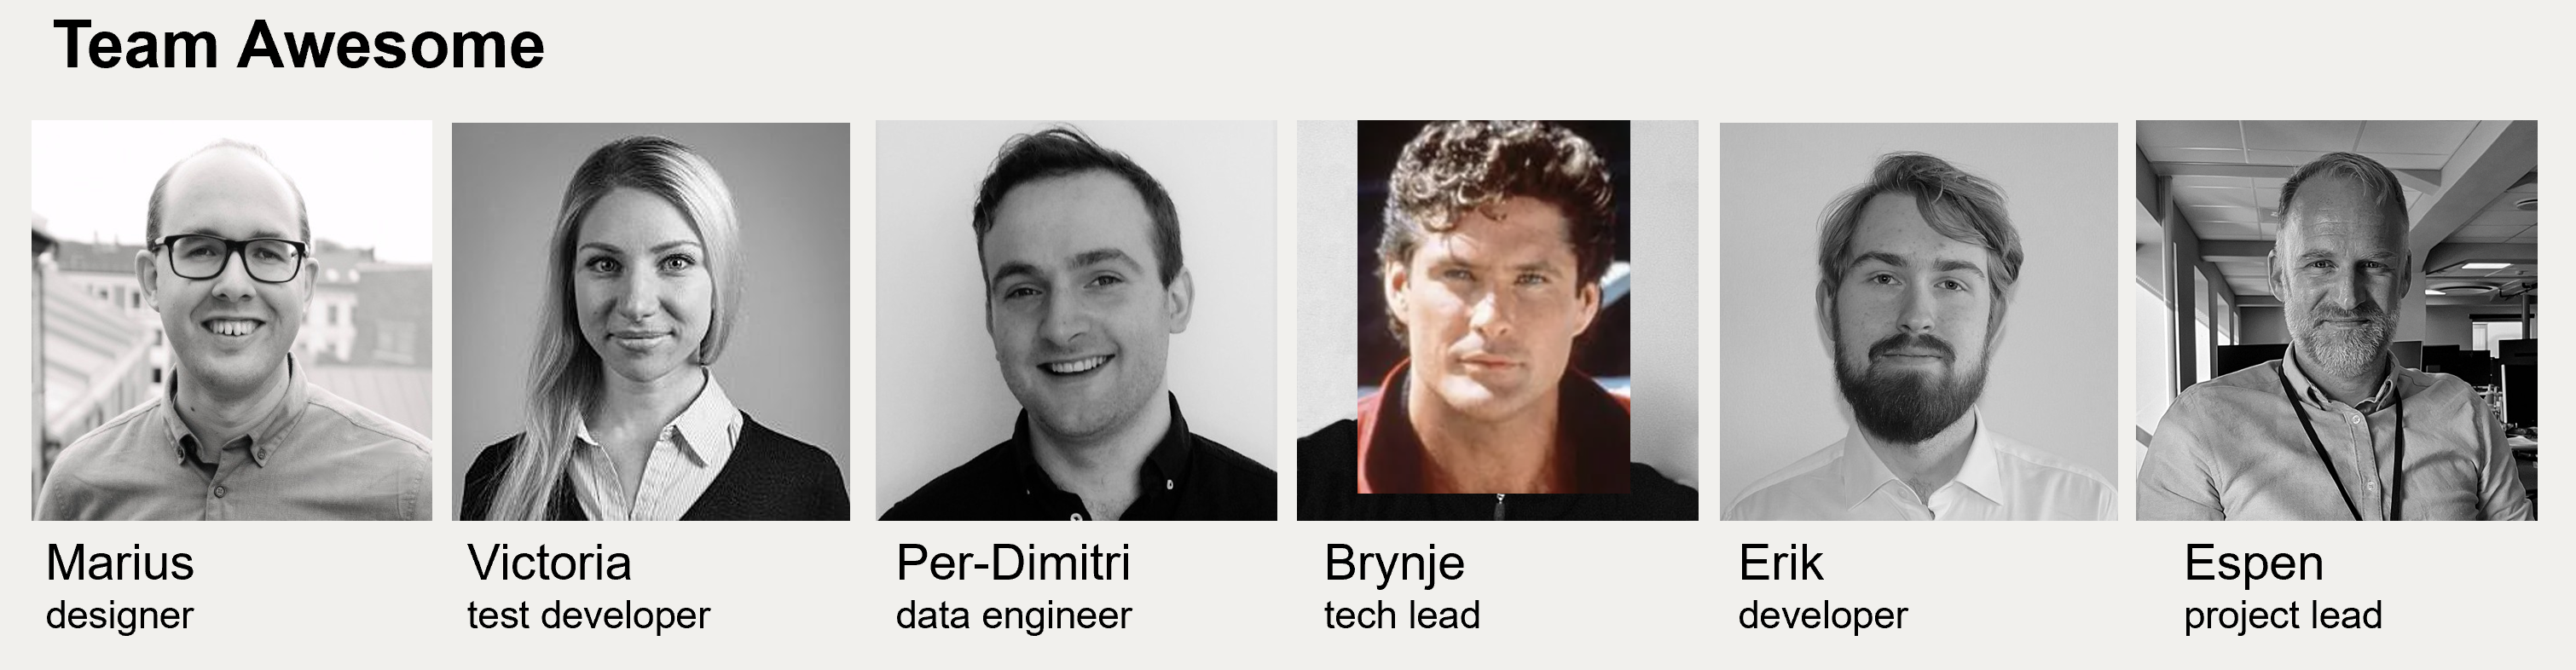 Team Awesome
Marius
designer
Victoria
test developer
Per-Dimitri
data engineer
Brynje
tech lead
Erik
developer
Espen
project lead